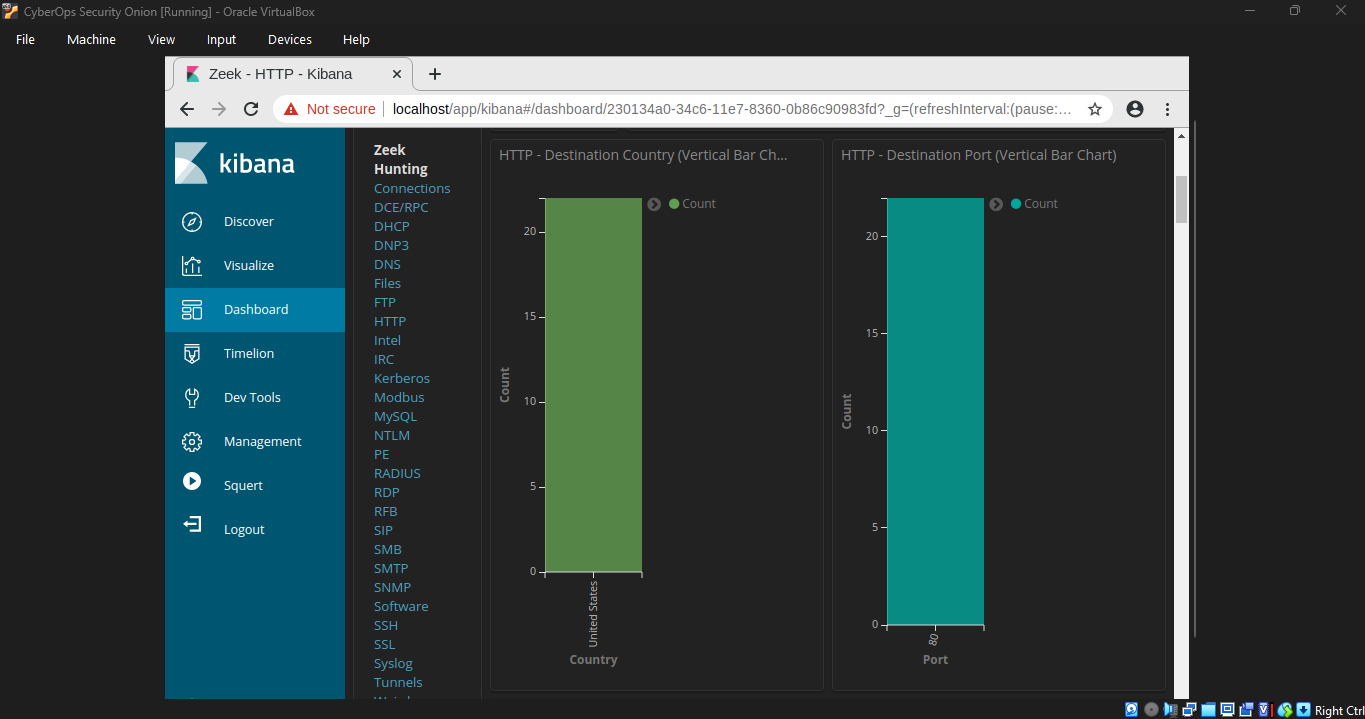 CyberOps Security Onion [Running] - Oracle VirtualBox
File Machine View Input Devices Help
Zeek - HTTP - Kibana
Not secure localhost/app/kibana#/dashboard/230134a0-34c6-11e7-8360-0b86c90983fd?_g=(refreshInterval:(pause:...
kibana
Discover
Visualize
Dashboard
Timelion
Dev Tools
Management
Squert
Logout
Zeek
Hunting
Connections
DCE/RPC
DHCP
DNP3
DNS
Files
FTP
HTTP
Intel
IRC
Kerberos
Modbus
MySQL
NTLM
PE
RADIUS
RDP
RFB
SIP
SMB
SMTP
SNMP
Software
SSH
SSL
Syslog
Tunnels
HTTP - Destination Country (Vertical Bar Ch...
Count
20
15
10
5
0
Count
United States
Country
HTTP - Destination Port (Vertical Bar Chart)
Count
20
15
10
5
0
Count
80
Port
Right Ctrl